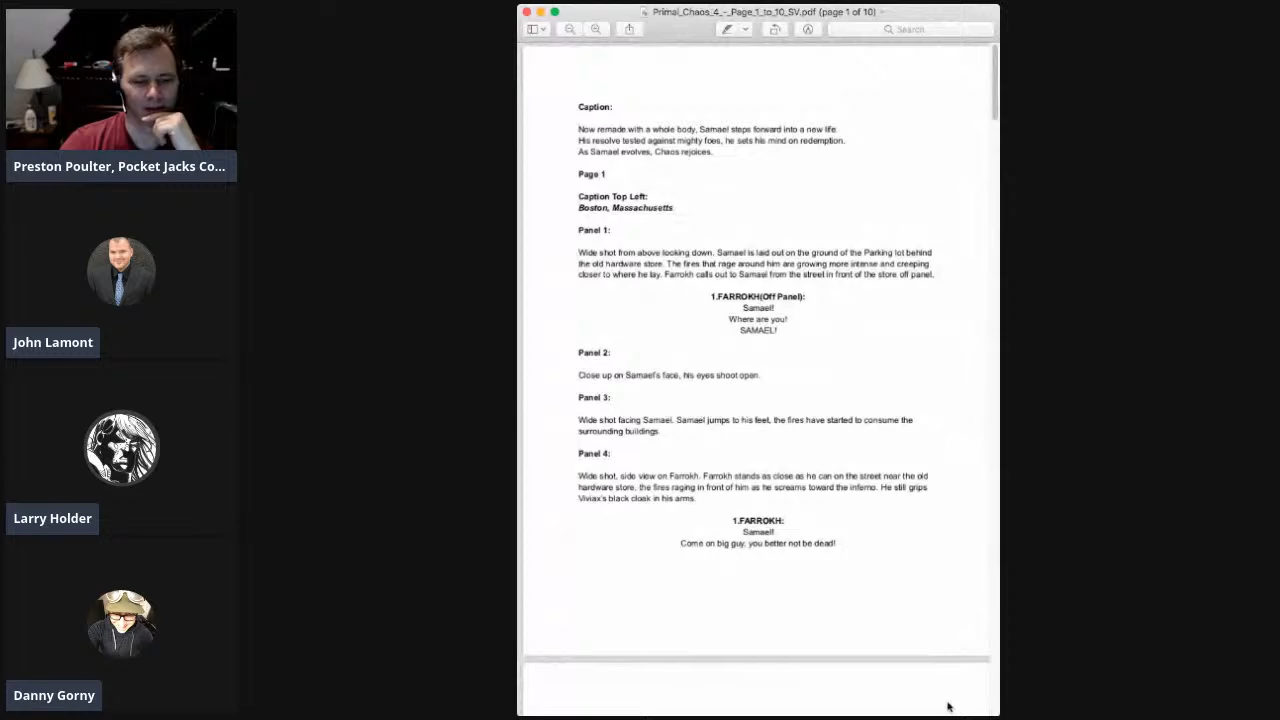 Primal_Chaos_4_-_Page_1_to_10_SV.pdf (page 1 of 10)
Search
Preston Poulter, Pocket Jacks Co...
John Lamont
Larry Holder
Danny Gorny
Caption:
Now remade with a whole body, Samael steps forward into a new life.
His resolve tested against mighty foes, he sets his mind on redemption.
As Samael evolves, Chaos rejoices.
Page 1
Caption Top Left:
Boston, Massachusetts
Panel 1:
Wide shot from above looking down. Samael is laid out on the ground of the Parking lot behind
the old hardware store. The fires that rage around him are growing more intense and creeping
closer to where he lay. Farrokh calls out to Samael from the street in front of the store off panel.
1.FARROKH(Off Panel):
Samael!
Where are you!
SAMAEL!
Panel 2:
Close up on Samael's face, his eyes shoot open.
Panel 3:
Wide shot facing Samael. Samael jumps to his feet, the fires have started to consume the
surrounding buildings.
Panel 4:
Wide shot, side view on Farrokh. Farrokh stands as close as he can on the street near the old
hardware store, the fires raging in front of him as he screams toward the inferno. He still grips
Viviax's black cloak in his arms.
1.FARROKH:
Samael!
Come on big guy, you better not be dead!